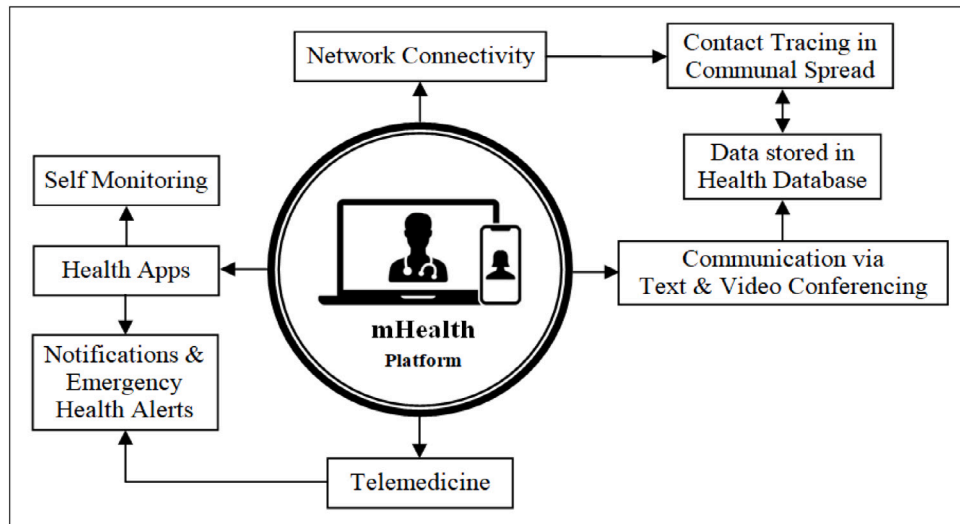 Network Connectivity
Contact Tracing in
Communal Spread
Self Monitoring
Data stored in
Health Database
Health Apps
Communication via
Text & Video Conferencing
mHealth
Platform
Notifications &
Emergency
Health Alerts
Telemedicine